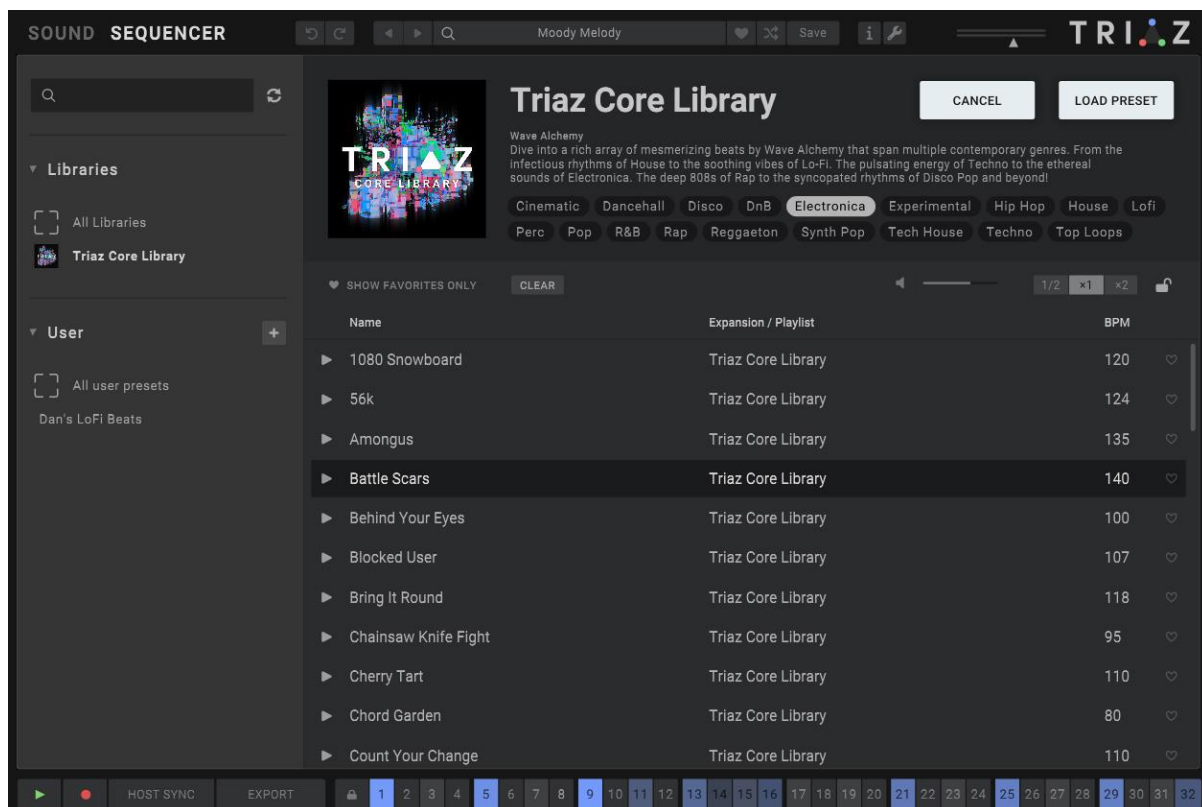 SOUND SEQUENCER Moody Melody Save i TRIAZ
Triaz Core Library CANCEL LOAD PRESET
TRIAZ
CORE LIBRARY
Wave Alchemy
Dive into a rich array of mesmerizing beats by Wave Alchemy that span multiple contemporary genres. From the
infectious rhythms of House to the soothing vibes of Lo-Fi. The pulsating energy of Techno to the ethereal
sounds of Electronica. The deep 808s of Rap to the syncopated rhythms of Disco Pop and beyond!
Cinematic Dancehall Disco DnB Electronica Experimental Hip Hop House Lofi
Perc Pop R&B Rap Reggaeton Synth Pop Tech House Techno Top Loops
Libraries
All Libraries
Triaz Core Library
User +
All user presets
Dan's LoFi Beats
SHOW FAVORITES ONLY CLEAR 1/2 ×1 ×2
Name Expansion / Playlist BPM
1080 Snowboard Triaz Core Library 120
56k Triaz Core Library 124
Amongus Triaz Core Library 135
Battle Scars Triaz Core Library 140
Behind Your Eyes Triaz Core Library 100
Blocked User Triaz Core Library 107
Bring It Round Triaz Core Library 118
Chainsaw Knife Fight Triaz Core Library 95
Cherry Tart Triaz Core Library 110
Chord Garden Triaz Core Library 80
Count Your Change Triaz Core Library 110
HOST SYNC EXPORT 1 2 3 4 5 6 7 8 9 10 11 12 13 14 15 16 17 18 19 20 21 22 23 24 25 26 27 28 29 30 31 32